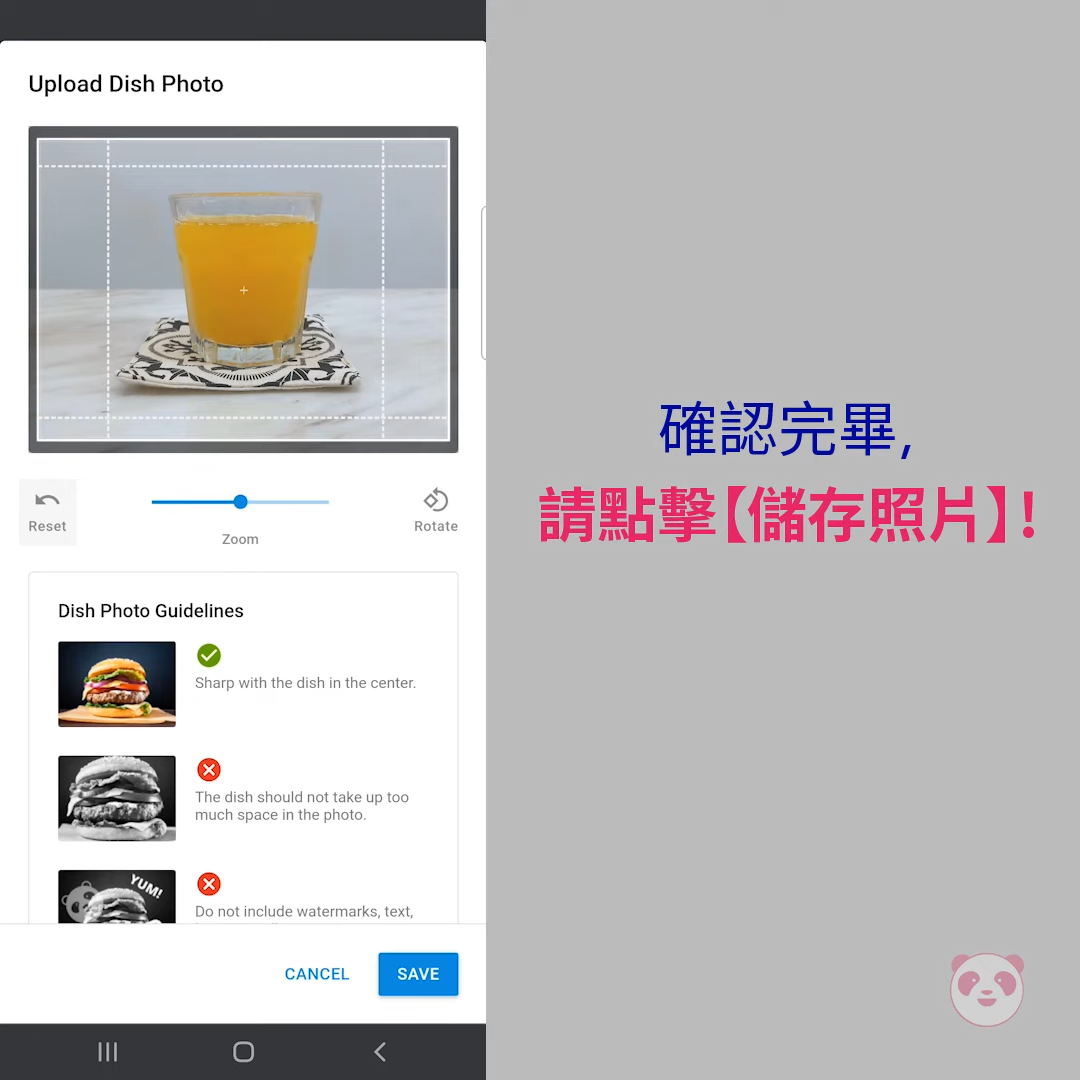 Upload Dish Photo
Reset
Zoom
Rotate
Dish Photo Guidelines
Sharp with the dish in the center.
The dish should not take up too
much space in the photo.
YUM!
Do not include watermarks, text,
CANCEL
SAVE
確認完畢,
請點擊【儲存照片】!